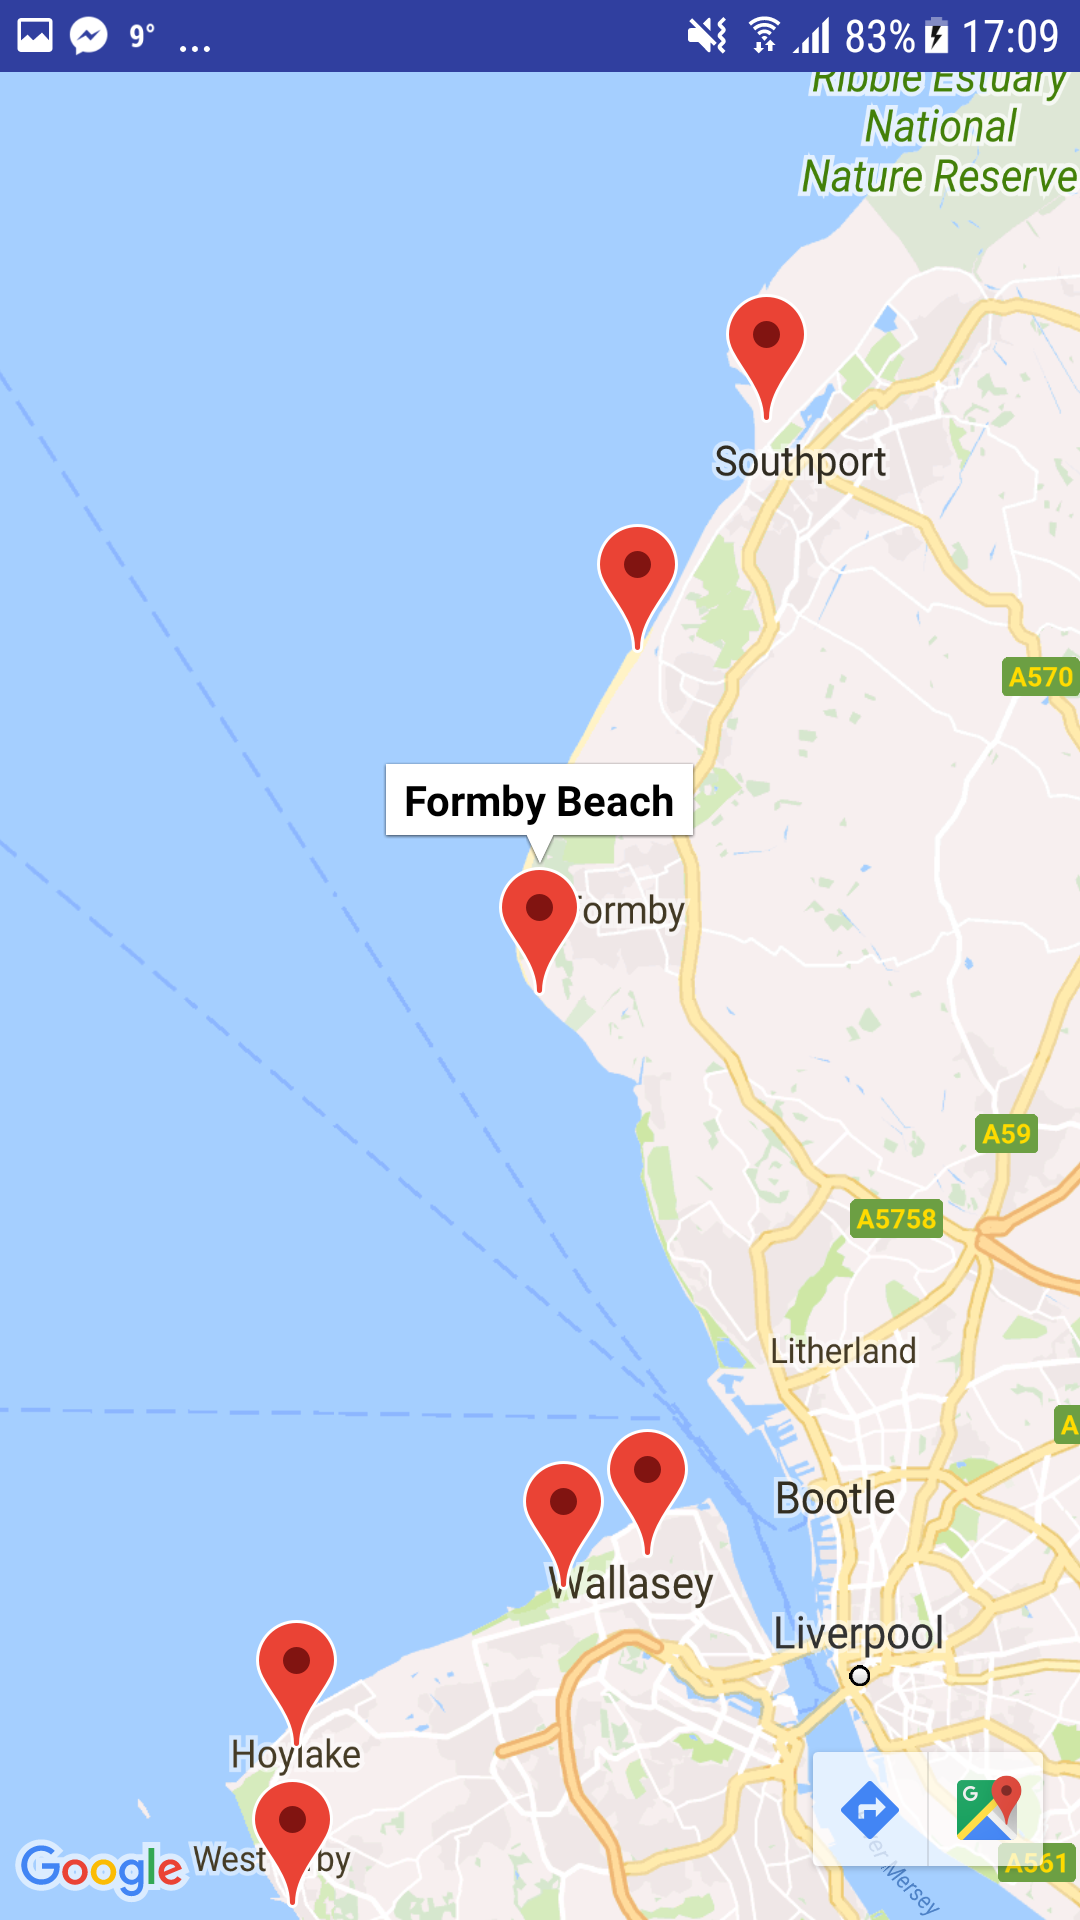 9°
...
83%
17:09
Ribble Estuary
National
Nature Reserve
Southport
A570
Formby Beach
ormby
A59
A5758
Litherland
A
Bootle
Wallasey
Liverpool
Hoylake
G
West    by
Google
er Mersey
A561